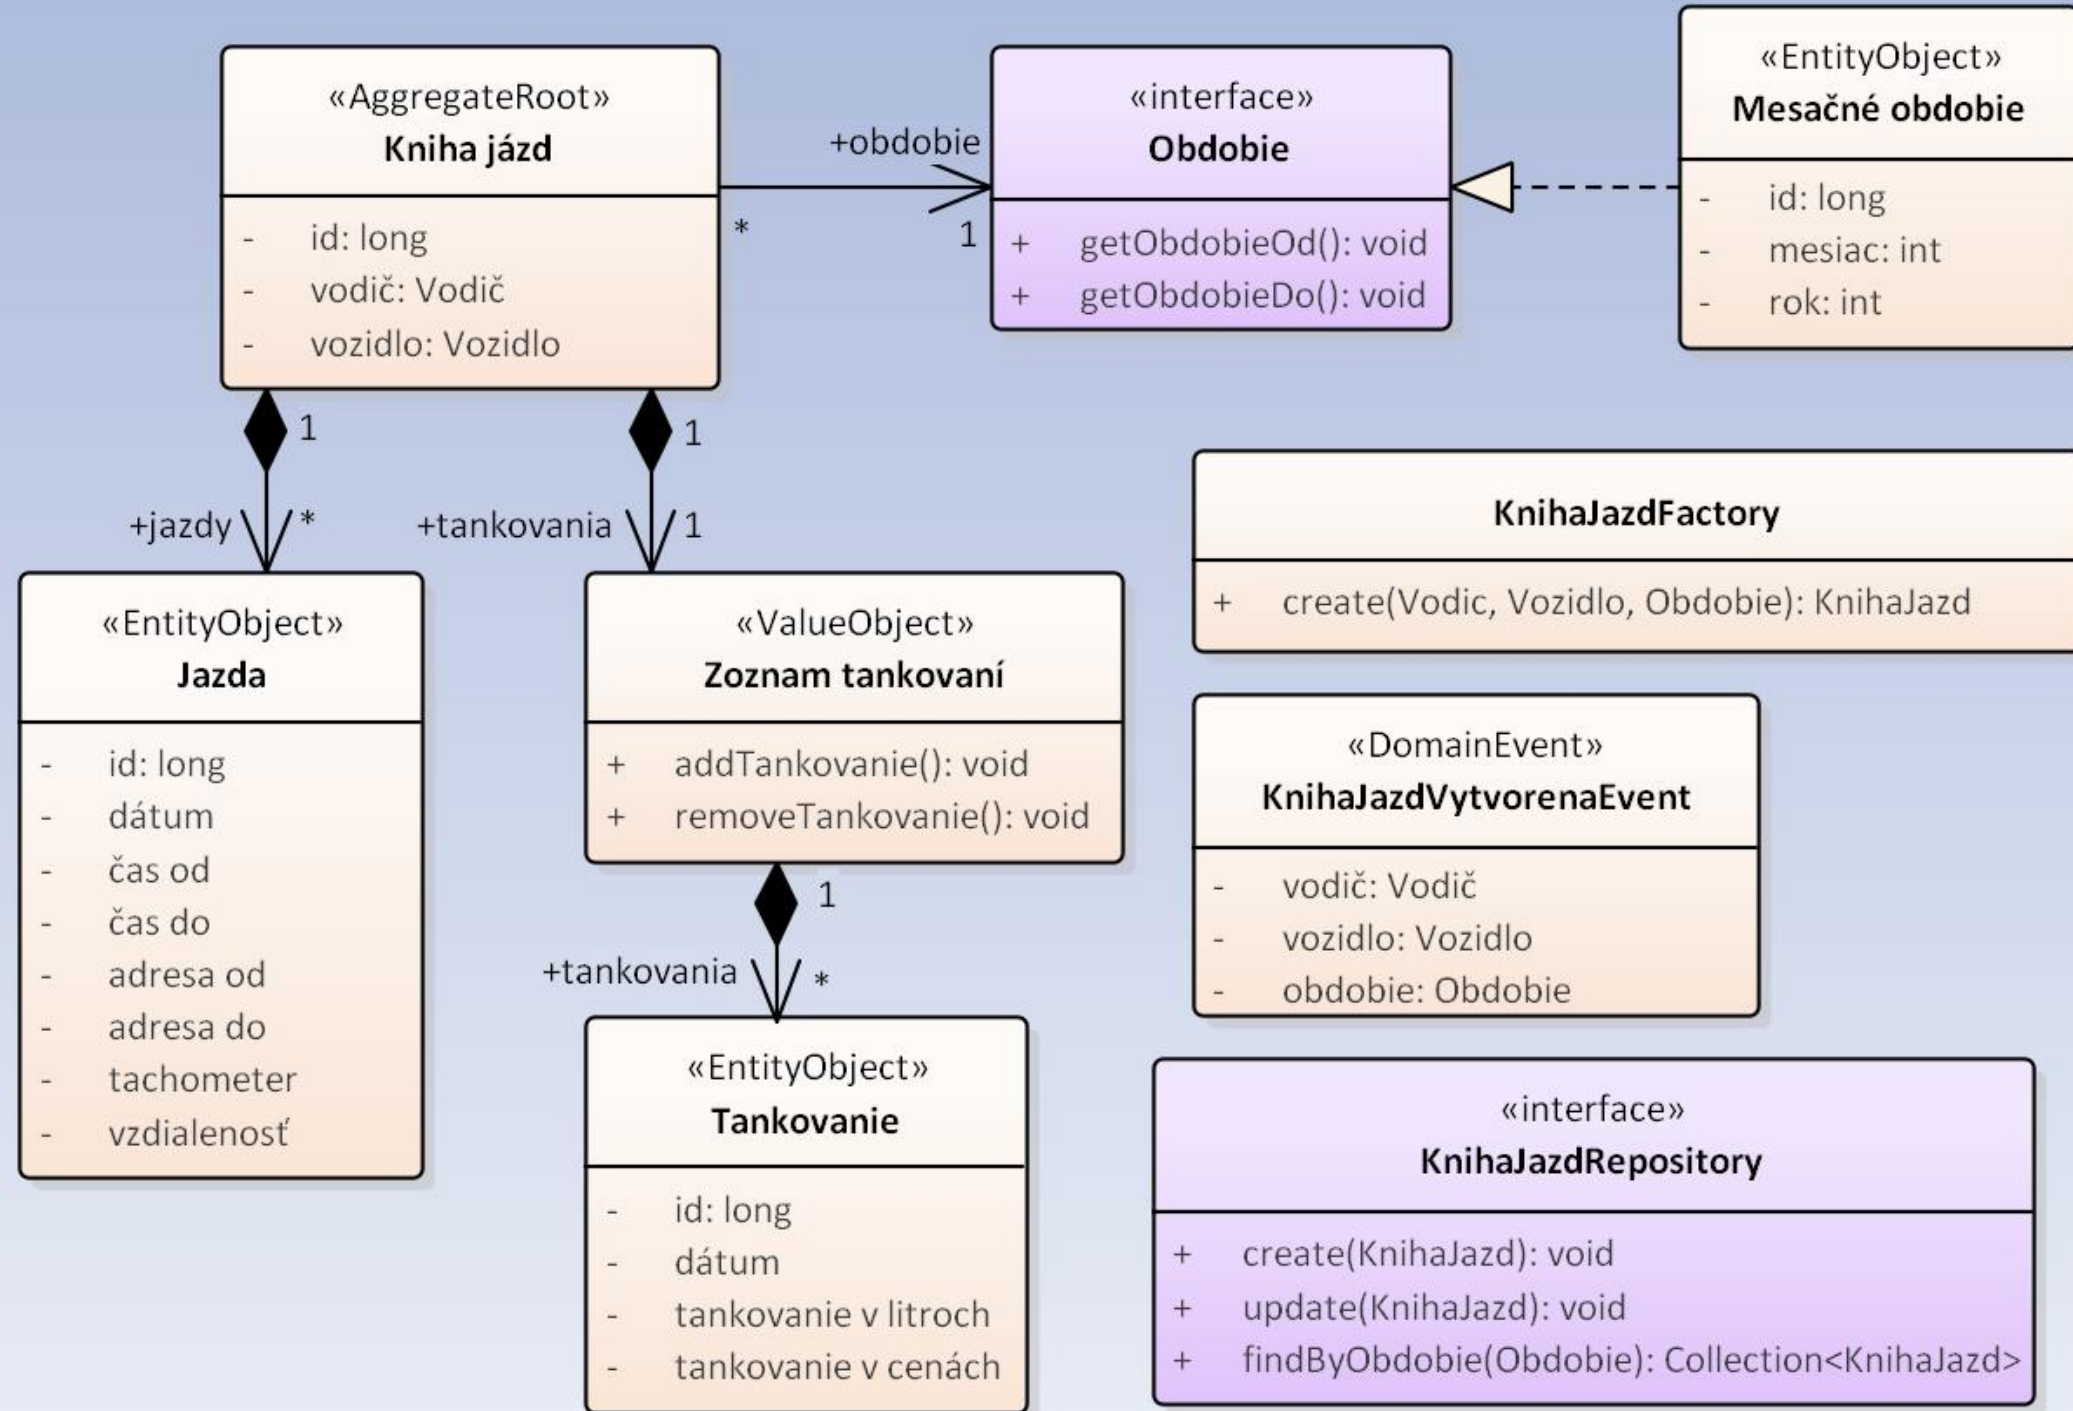 «AggregateRoot»
Kniha jázd
- id: long
- vodič: Vodič
- vozidlo: Vozidlo
+obdobie
*
1
«interface»
Obdobie
+ getObdobieOd(): void
+ getObdobieDo(): void
«EntityObject»
Mesačné obdobie
- id: long
- mesiac: int
- rok: int
1
+jazdy
*
1
+tankovania
1
«EntityObject»
Jazda
- id: long
- dátum
- čas od
- čas do
- adresa od
- adresa do
- tachometer
- vzdialenosť
«ValueObject»
Zoznam tankovaní
+ addTankovanie(): void
+ removeTankovanie(): void
1
+tankovania
*
«EntityObject»
Tankovanie
- id: long
- dátum
- tankovanie v litroch
- tankovanie v cenách
KnihaJazdFactory
+ create(Vodic, Vozidlo, Obdobie): KnihaJazd
«DomainEvent»
KnihaJazdVytvorenaEvent
- vodič: Vodič
- vozidlo: Vozidlo
- obdobie: Obdobie
«interface»
KnihaJazdRepository
+ create(KnihaJazd): void
+ update(KnihaJazd): void
+ findByObdobie(Obdobie): Collection<KnihaJazd>